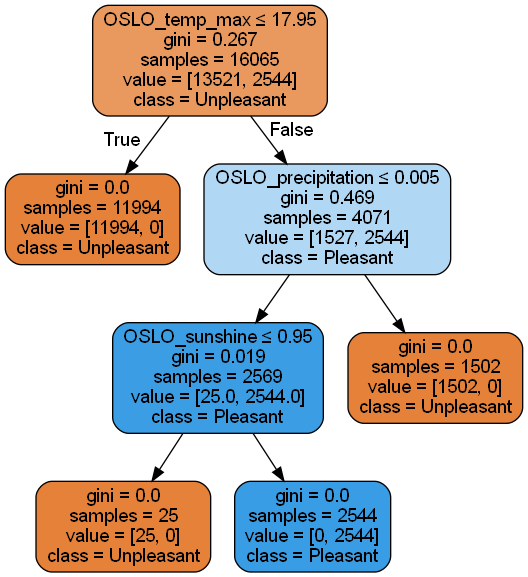 OSLO_temp_max ≤ 17.95
gini = 0.267
samples = 16065
value = [13521, 2544]
class = Unpleasant
True
False
gini = 0.0
samples = 11994
value = [11994, 0]
class = Unpleasant
OSLO_precipitation ≤ 0.005
gini = 0.469
samples = 4071
value = [1527, 2544]
class = Pleasant
OSLO_sunshine ≤ 0.95
gini = 0.019
samples = 2569
value = [25.0, 2544.0]
class = Pleasant
gini = 0.0
samples = 1502
value = [1502, 0]
class = Unpleasant
gini = 0.0
samples = 25
value = [25, 0]
class = Unpleasant
gini = 0.0
samples = 2544
value = [0, 2544]
class = Pleasant